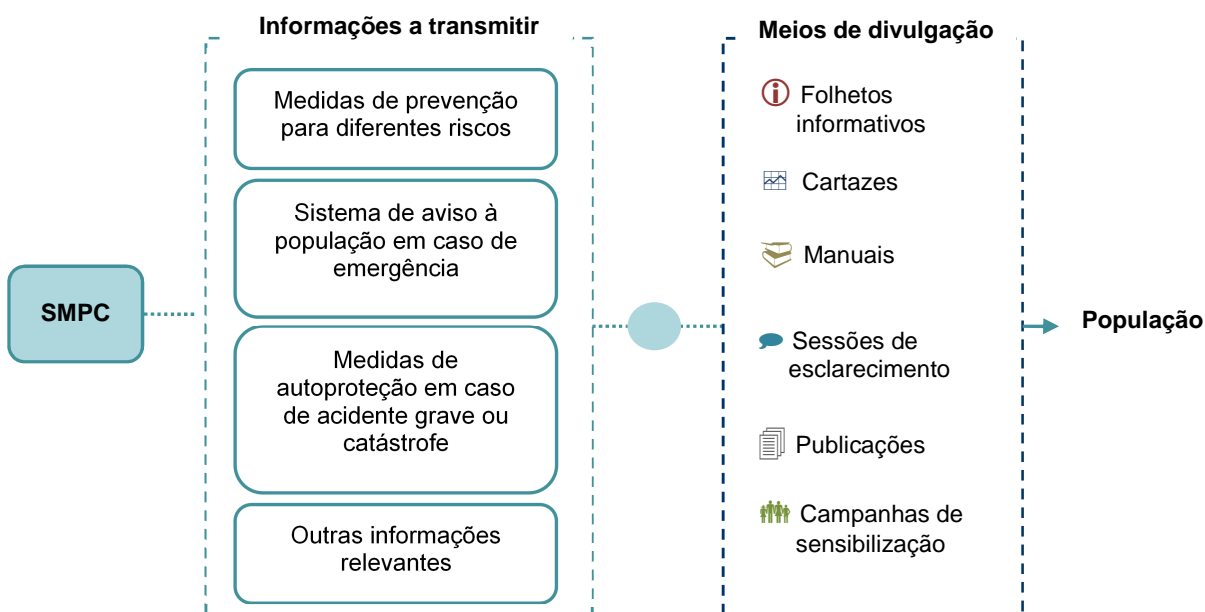 Informações a transmitir
Meios de divulgação
SMPC
Medidas de prevenção
para diferentes riscos
Sistema de aviso à
população em caso de
emergência
Medidas de
autoproteção em caso
de acidente grave ou
catástrofe
Outras informações
relevantes
Folhetos
informativos
Cartazes
Manuais
Sessões de
esclarecimento
Publicações
Campanhas de
sensibilização
População